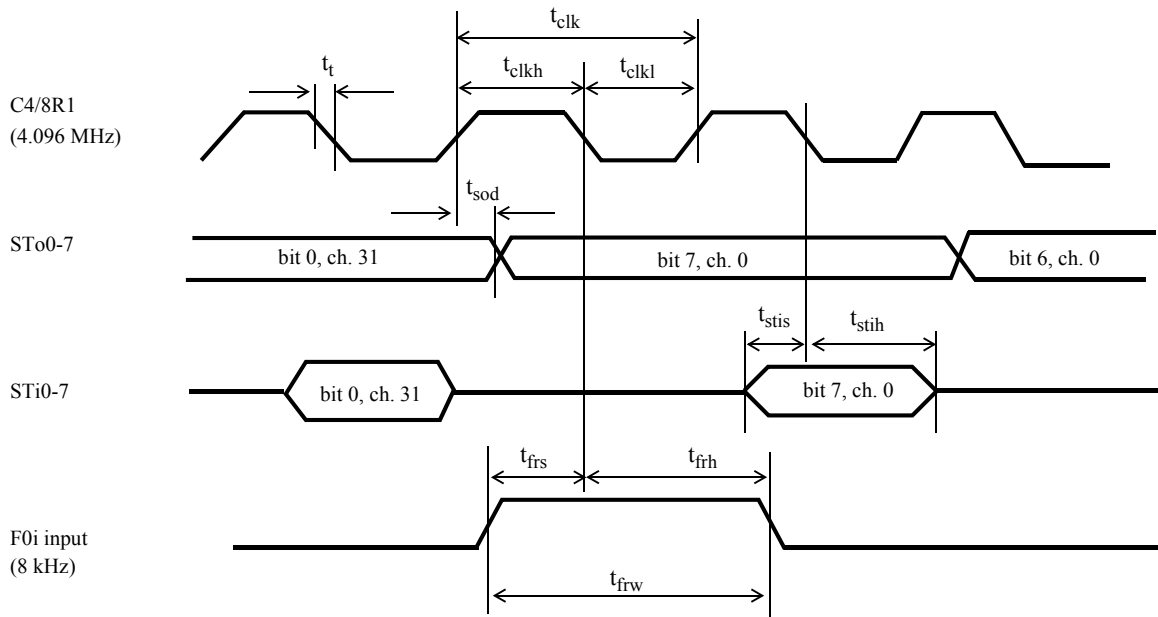 t_clk
t_t
t_clkh
t_clkl
C4/8R1
(4.096 MHz)
t_sod
STo0-7
bit 0, ch. 31
bit 7, ch. 0
bit 6, ch. 0
t_stis
t_stih
STi0-7
bit 0, ch. 31
bit 7, ch. 0
t_frs
t_frh
F0i input
(8 kHz)
t_frw